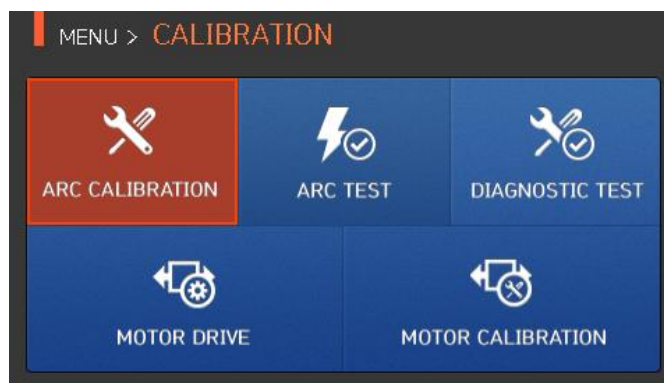 MENU > CALIBRATION
ARC CALIBRATION
ARC TEST
DIAGNOSTIC TEST
MOTOR DRIVE
MOTOR CALIBRATION